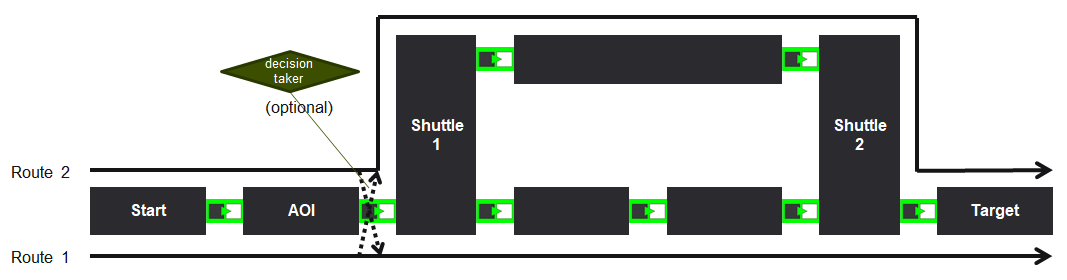 decision
taker
(optional)
Shuttle
1
Shuttle
2
Route 2
Start
AOI
Target
Route 1